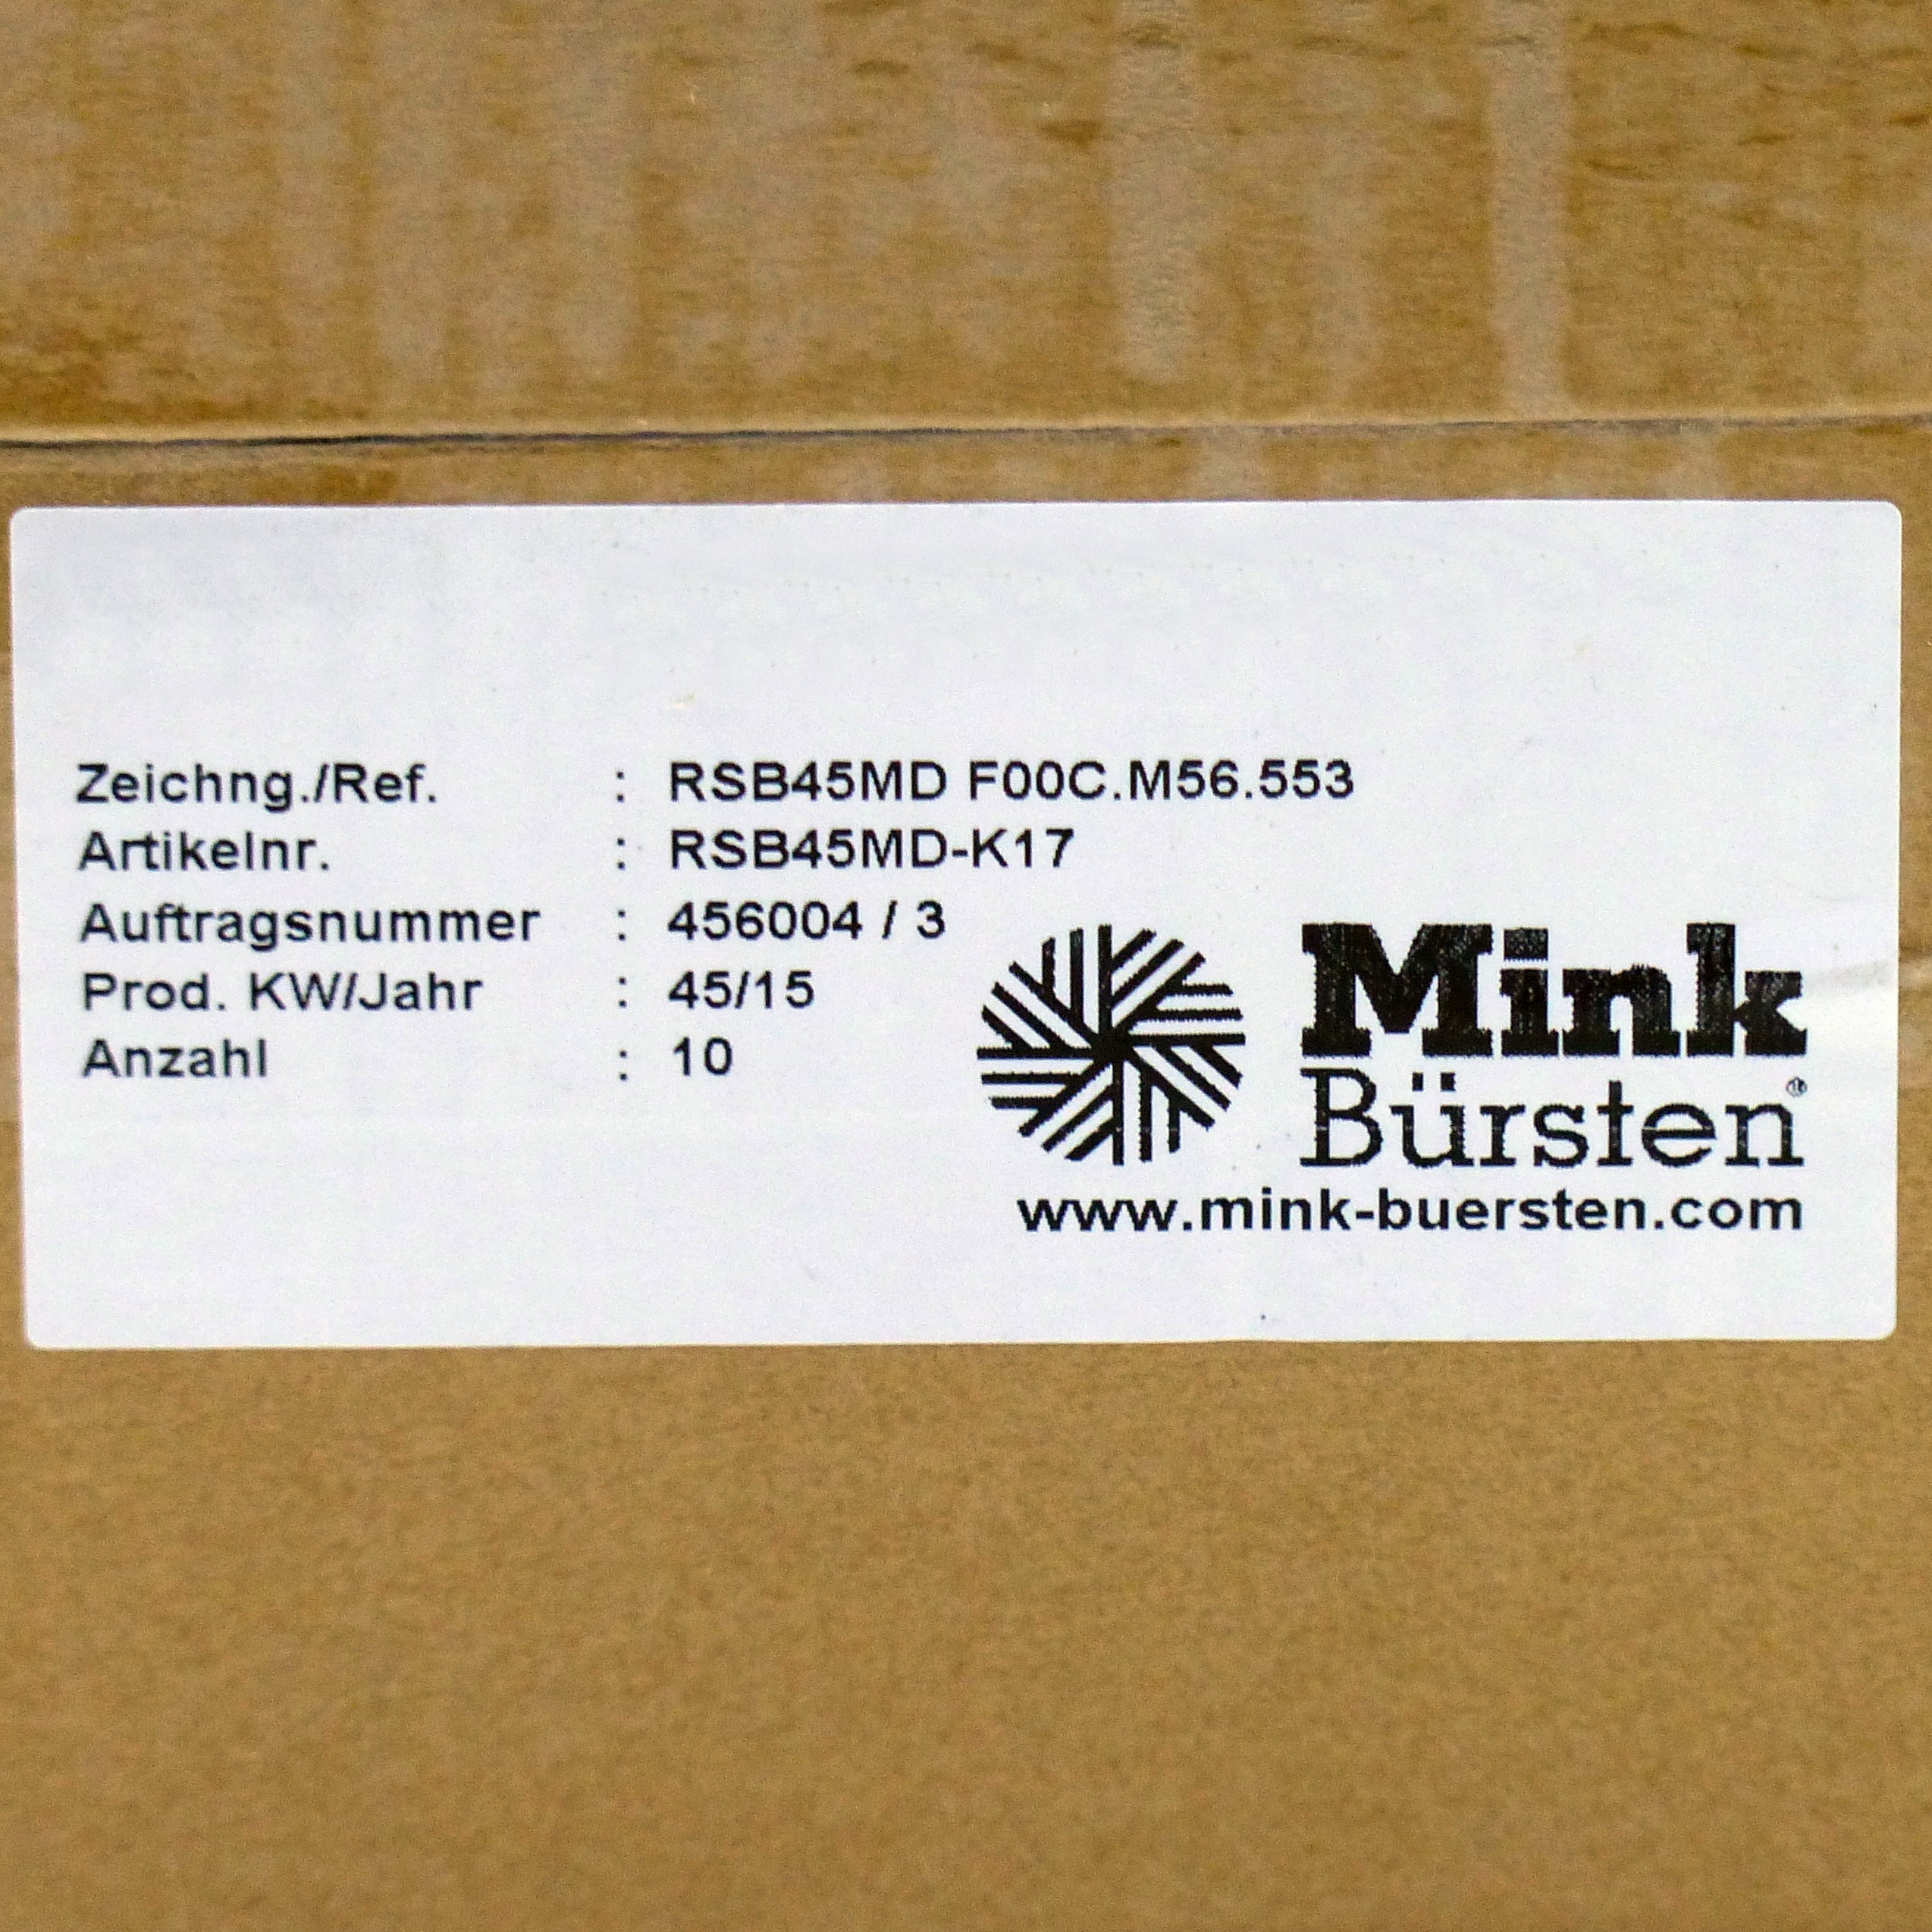 Zeichng./Ref. : RSB45MD F00C.M56.553
Artikelnr. : RSB45MD-K17
Auftragsnummer : 456004 / 3
Prod. KW/Jahr : 45/15
Anzahl : 10
Mink
Bürsten®
www.mink-buersten.com